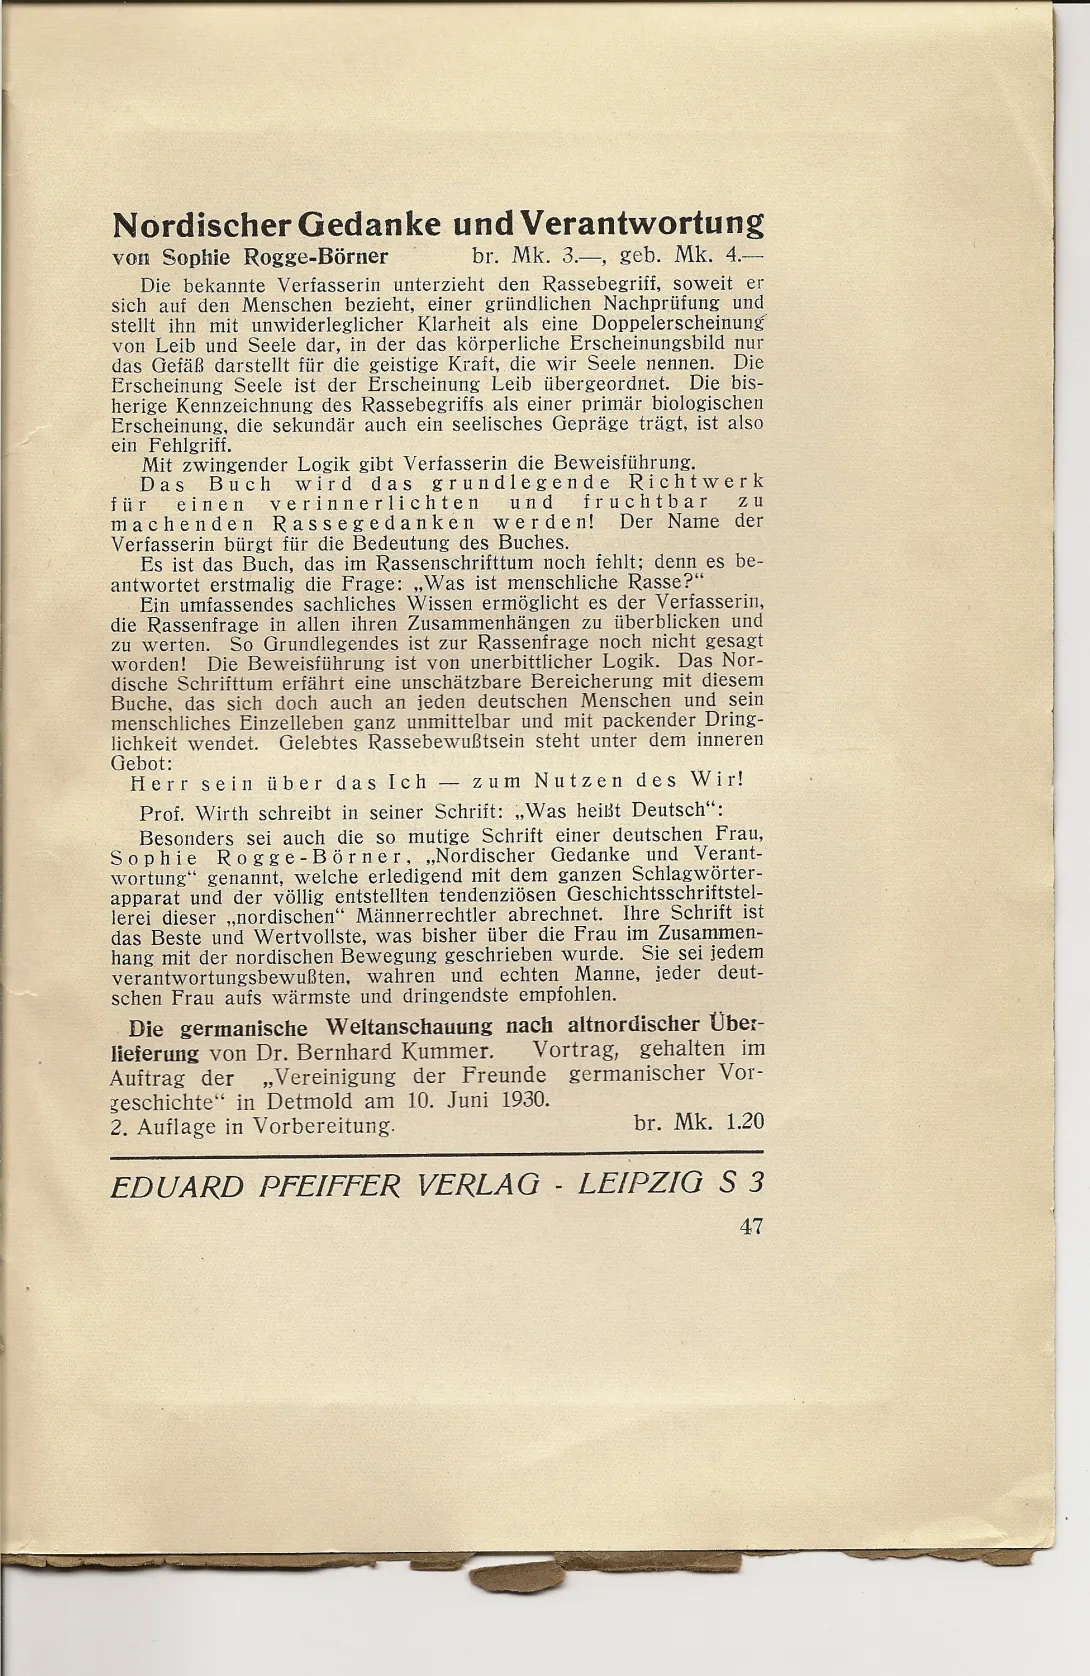 Nordischer Gedanke und Verantwortung
von Sophie Rogge-Börner br. Mk. 3.—, geb. Mk. 4.—
Die bekannte Verfasserin unterzieht den Rassebegriff, soweit er
sich auf den Menschen bezieht, einer gründlichen Nachprüfung und
stellt ihn mit unwiderleglicher Klarheit als eine Doppelerscheinung
von Leib und Seele dar, in der das körperliche Erscheinungsbild nur
das Gefäß darstellt für die geistige Kraft, die wir Seele nennen. Die
Erscheinung Seele ist der Erscheinung Leib übergeordnet. Die bis-
herige Kennzeichnung des Rassebegriffs als einer primär biologischen
Erscheinung, die sekundär auch ein seelisches Gepräge trägt, ist also
ein Fehlgriff.
Mit zwingender Logik gibt Verfasserin die Beweisführung.
Das Buch wird das grundlegende Richtwerk
für einen verinnerlichten und fruchtbar zu
machenden Rassegedanken werden! Der Name der
Verfasserin bürgt für die Bedeutung des Buches.
Es ist das Buch, das im Rassenschrifttum noch fehlt; denn es be-
antwortet erstmalig die Frage: „Was ist menschliche Rasse?“
Ein umfassendes sachliches Wissen ermöglicht es der Verfasserin,
die Rassenfrage in allen ihren Zusammenhängen zu überblicken und
zu werten. So Grundlegendes ist zur Rassenfrage noch nicht gesagt
worden! Die Beweisführung ist von unerbittlicher Logik. Das Nor-
dische Schrifttum erfährt eine unschätzbare Bereicherung mit diesem
Buche, das sich doch auch an jeden deutschen Menschen und sein
menschliches Einzelleben ganz unmittelbar und mit packender Dring-
lichkeit wendet. Gelebtes Rassebewußtsein steht unter dem inneren
Gebot:
Herr sein über das Ich — zum Nutzen des Wir!
Prof. Wirth schreibt in seiner Schrift: „Was heißt Deutsch“:
Besonders sei auch die so mutige Schrift einer deutschen Frau,
Sophie Rogge-Börner, „Nordischer Gedanke und Verant-
wortung“ genannt, welche erledigend mit dem ganzen Schlagwörter-
apparat und der völlig entstellten tendenziösen Geschichtsschriftstel-
lerei dieser „nordischen“ Männerrechtler abrechnet. Ihre Schrift ist
das Beste und Wertvollste, was bisher über die Frau im Zusammen-
hang mit der nordischen Bewegung geschrieben wurde. Sie sei jedem
verantwortungsbewußten, wahren und echten Manne, jeder deut-
schen Frau aufs wärmste und dringendste empfohlen.
Die germanische Weltanschauung nach altnordischer Über-
lieferung von Dr. Bernhard Kummer. Vortrag, gehalten im
Auftrag der „Vereinigung der Freunde germanischer Vor-
geschichte“ in Detmold am 10. Juni 1930.
2. Auflage in Vorbereitung. br. Mk. 1.20
EDUARD PFEIFFER VERLAG - LEIPZIG S 3
47